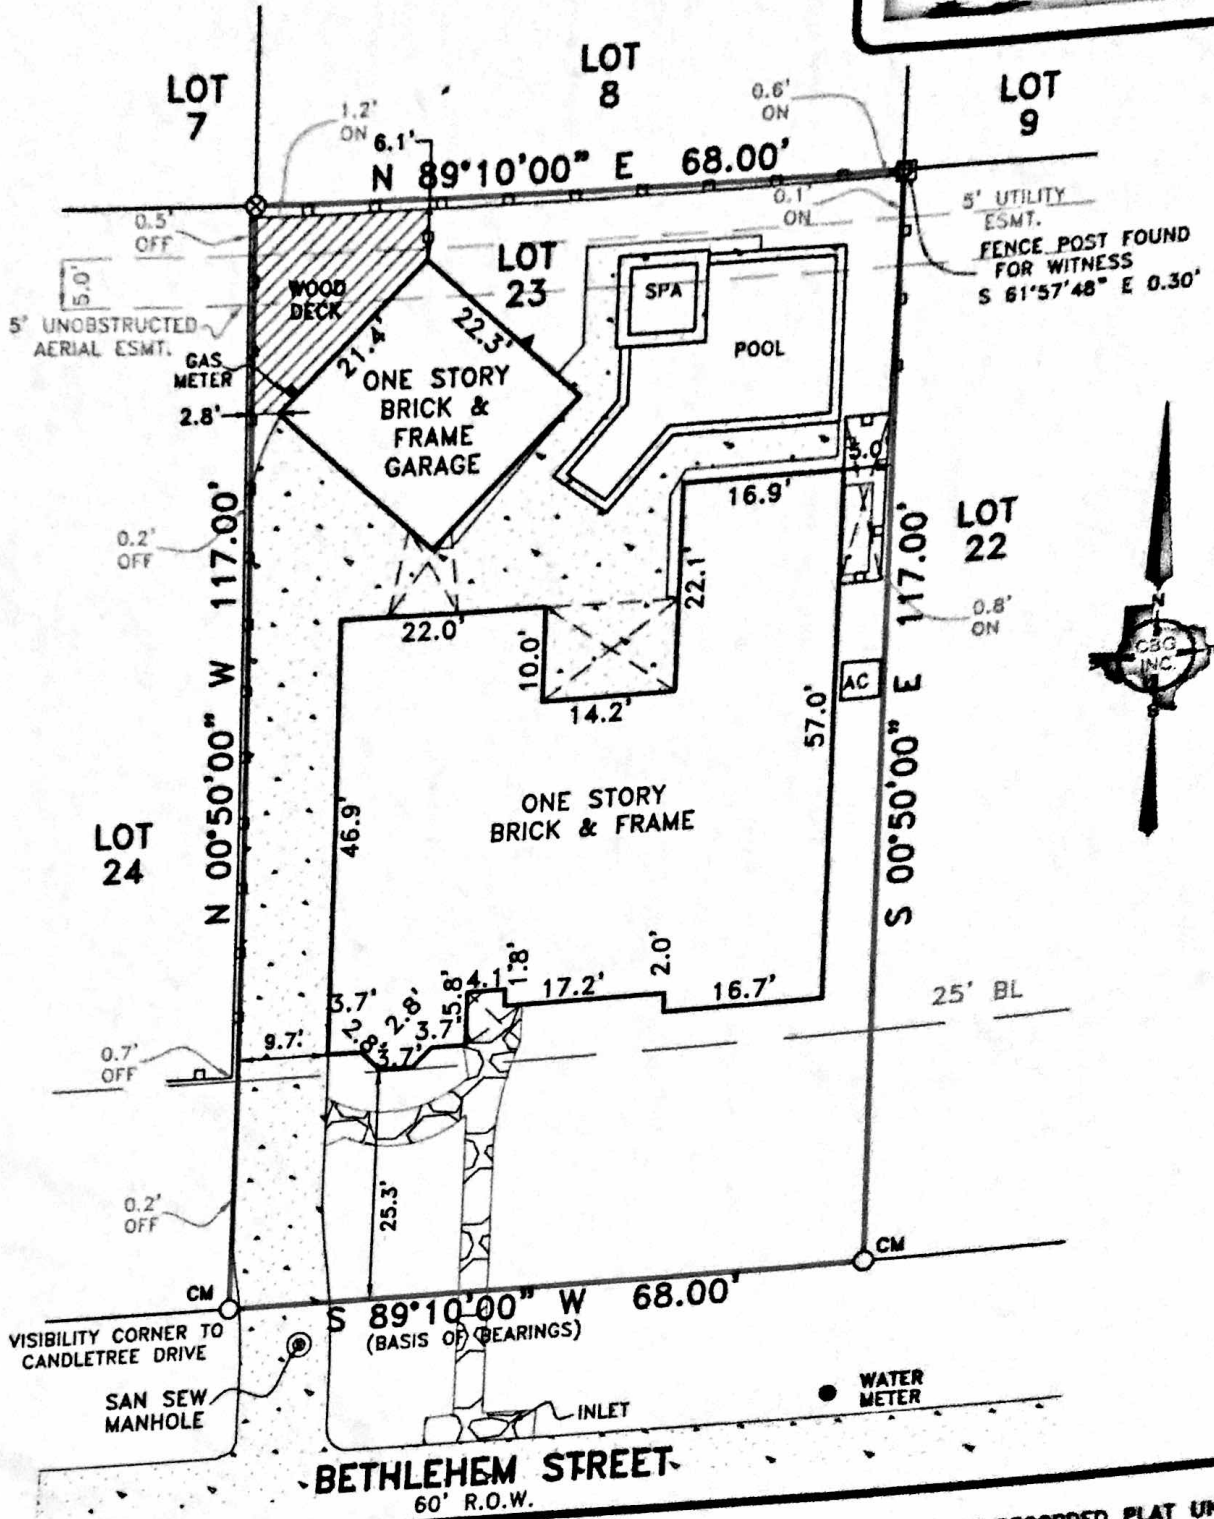 LOT
7
LOT
8
LOT
9
1.2'
ON
6.1'
0.6'
ON
N 89°10'00" E 68.00'
0.5'
OFF
0.1'
ON
5' UTILITY
ESMT.
FENCE POST FOUND
FOR WITNESS
S 61°57'48" E 0.30'
5.0'
LOT
23
WOOD
DECK
SPA
POOL
5' UNOBSTRUCTED
AERIAL ESMT.
GAS
METER
2.8'
21.4'
22.3'
ONE STORY
BRICK &
FRAME
GARAGE
5.0'
16.9'
LOT
22
0.2'
OFF
N 00°50'00" W 117.00'
S 00°50'00" E 117.00'
22.1'
22.0'
10.0'
14.2'
0.8'
ON
AC
57.0'
N
CBG
INC.
S
46.9'
ONE STORY
BRICK & FRAME
LOT
24
3.7'
2.8'
3.7'
2.8'
3.7'
5.8'
4.1
1.8'
17.2'
2.0'
16.7'
25' BL
9.7'
0.7'
OFF
25.3'
0.2'
OFF
CM
CM
S 89°10'00" W 68.00'
(BASIS OF BEARINGS)
VISIBILITY CORNER TO
CANDLETREE DRIVE
SAN SEW
MANHOLE
WATER
METER
INLET
BETHLEHEM STREET
60' R.O.W.
RECORDED PLAT